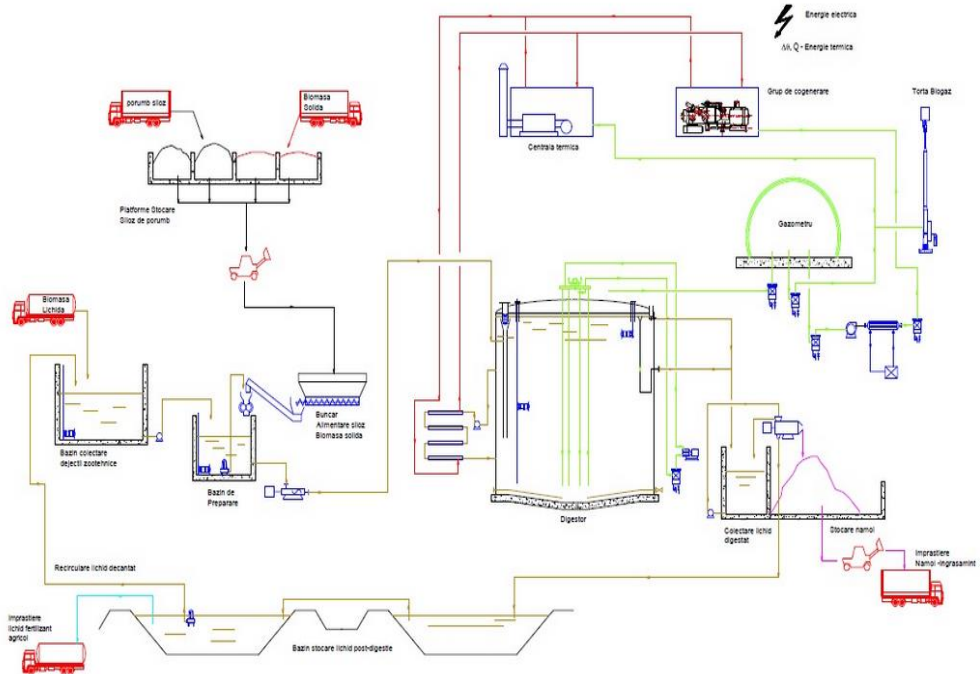 Energie electrica
Δh, Q - Energie termica
porumb siloz
Biomasa
Solida
Grup de cogenerare
Torta Biogaz
Centrala termica
Platforme Stocare
Siloz de porumb
Gazometru
Biomasa
Lichida
Buncar
Alimentare siloz
Biomasa solida
Bazin colectare
dejectii zootehnice
Bazin de
Preparare
Digestor
Colectare lichid
digestat
Stocare namol
Recirculare lichid decantat
Imprastiere
Namol -ingrasamint
Imprastiere
lichid fertilizant
agricol
Bazin stocare lichid post-digestie